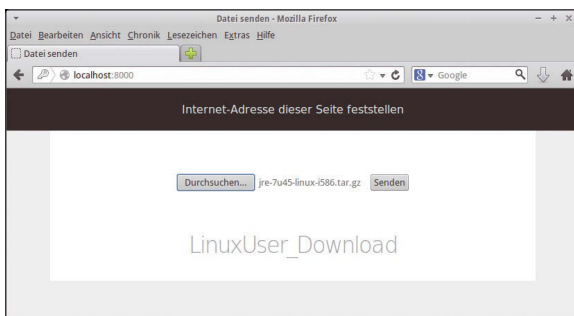 Datei senden - Mozilla Firefox
Datei Bearbeiten Ansicht Chronik Lesezeichen Extras Hilfe
Datei senden
localhost:8000
Google
Internet-Adresse dieser Seite feststellen
Durchsuchen... jre-7u45-linux-i586.tar.gz Senden
LinuxUser_Download